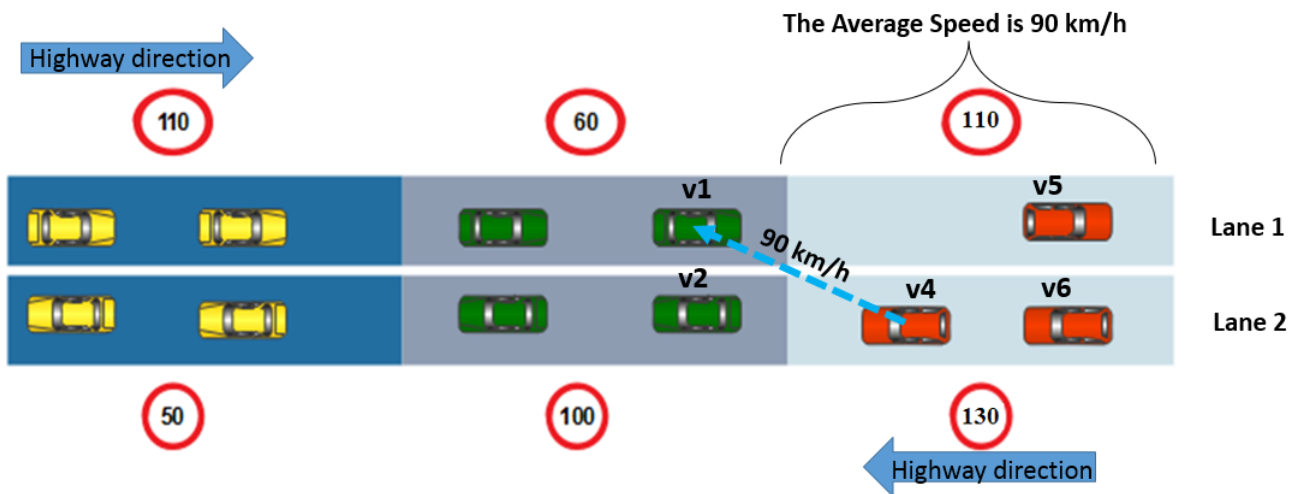 The Average Speed is 90 km/h
Highway direction
110
60
110
v1
v5
Lane 1
90 km/h
v2
v4
v6
Lane 2
50
100
130
Highway direction